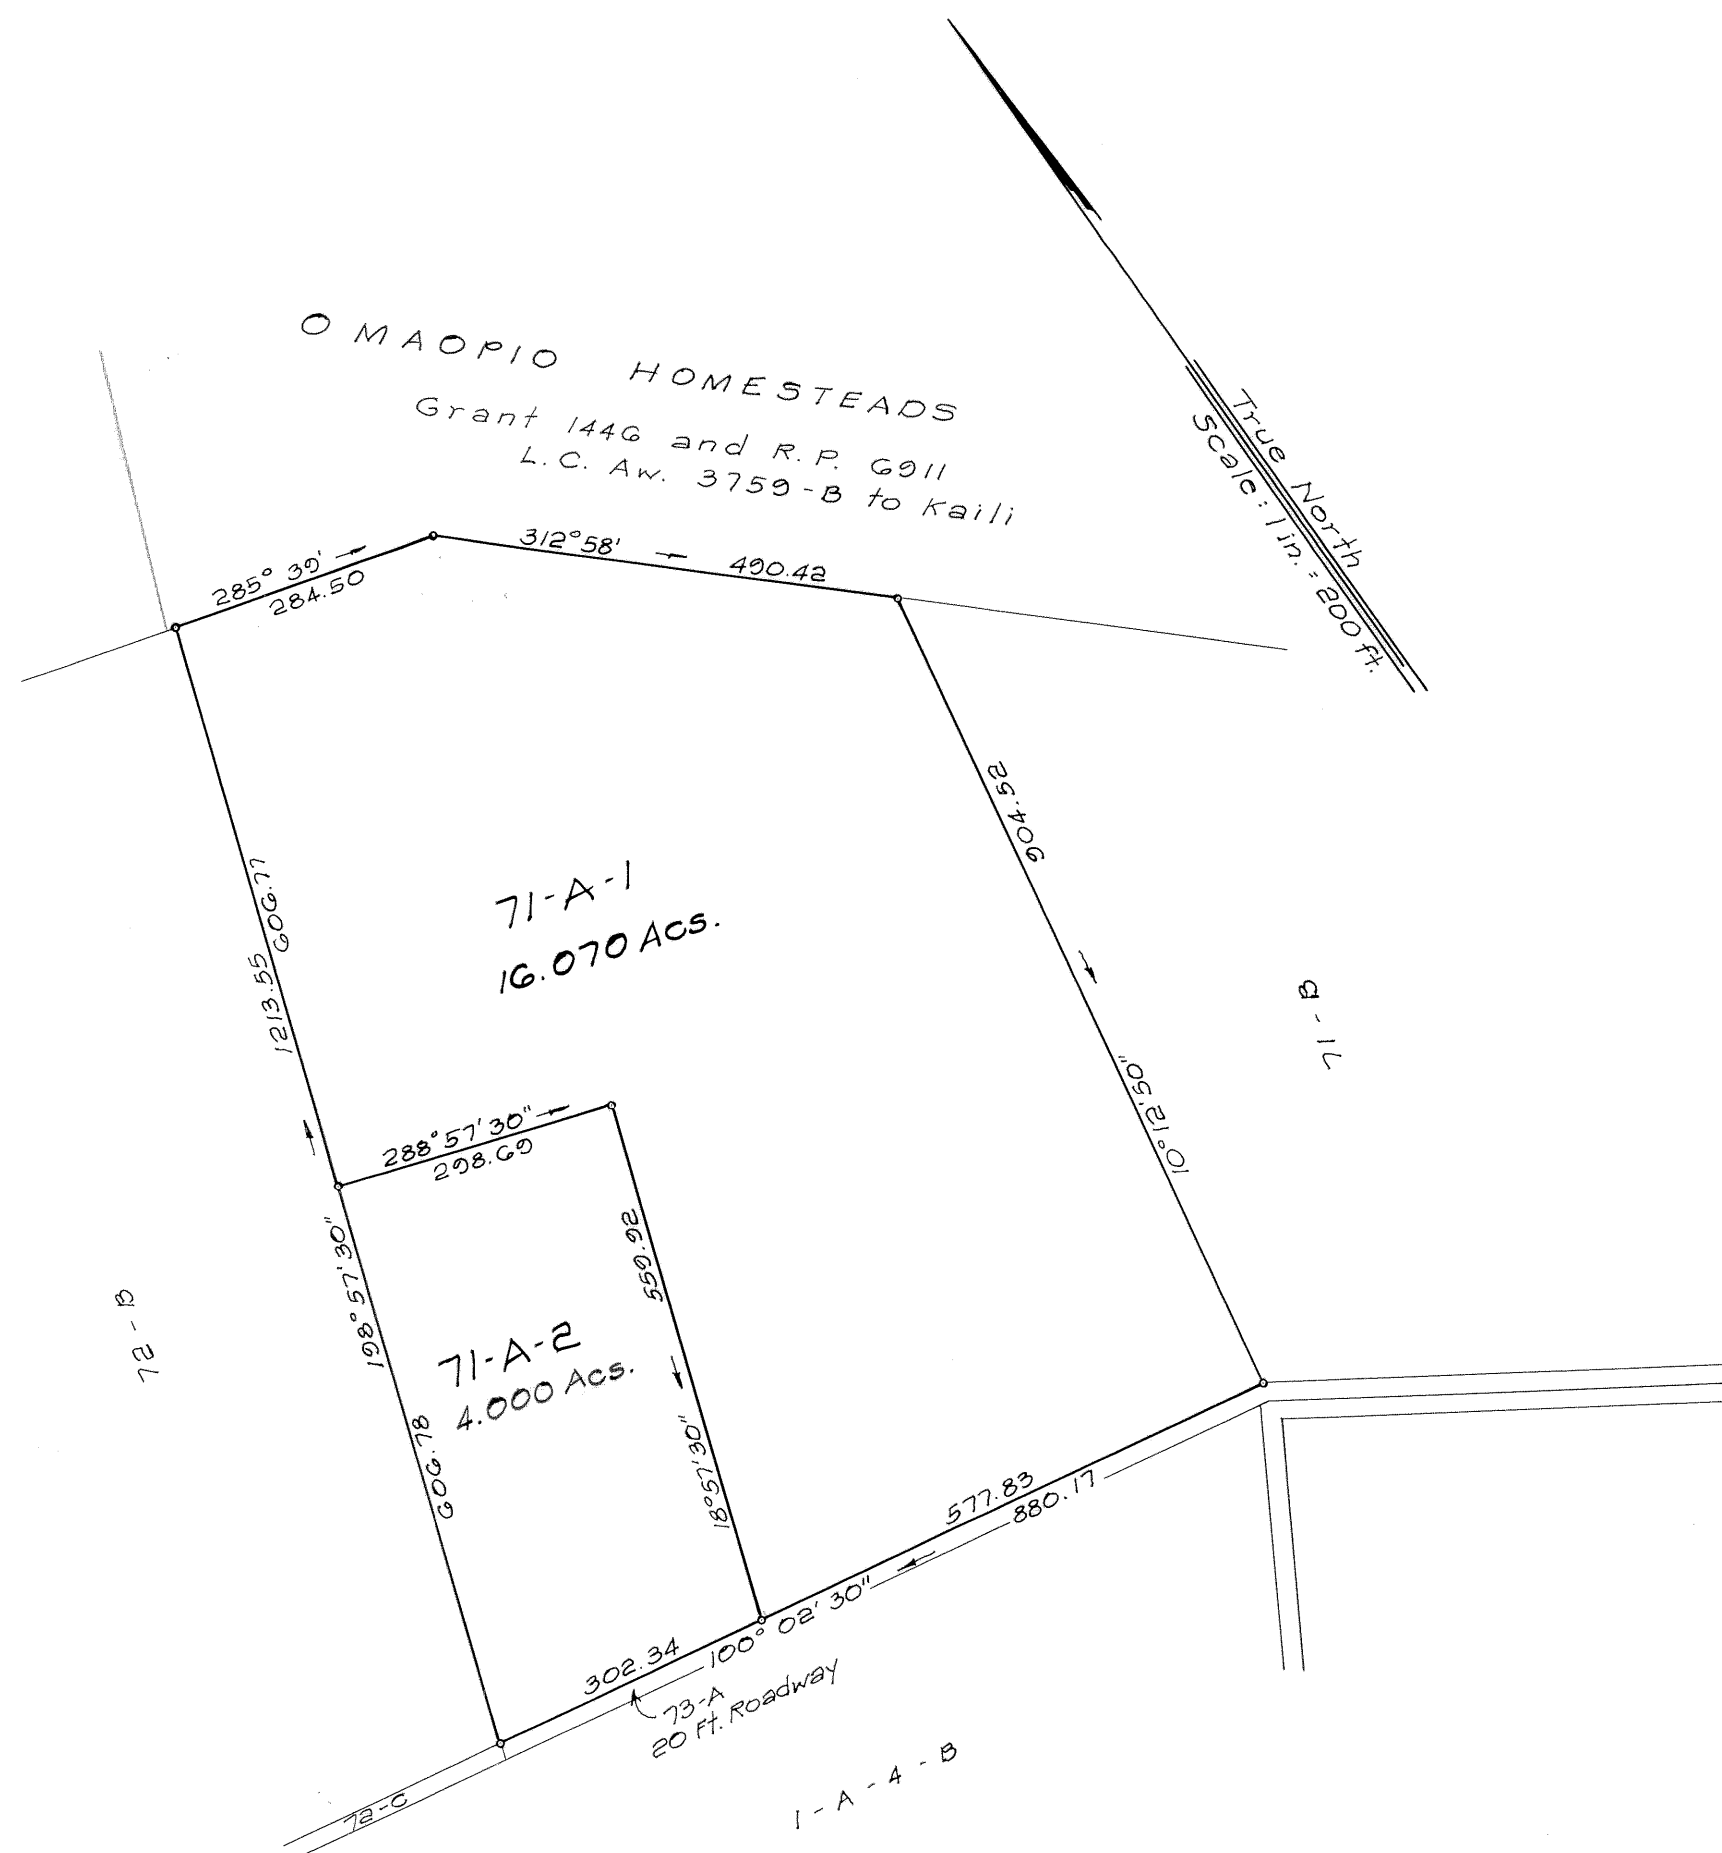 OMAOPIO HOMESTEADS
Grant 1446 and R.P. 6911
L.C. Aw. 3759-B to Kaili
True North
Scale: 1 in. = 200 ft.
285° 39'
284.50
312°58'
490.42
904.52
10°12'50"
71-B
71-A-1
16.070 Acs.
606.77
1213.55
288°57'30"
298.69
198°57'30"
606.78
72-B
559.92
18°57'30"
71-A-2
4.000 Acs.
577.83
880.17
100° 02' 30"
302.34
73-A
20 Ft. Roadway
72-C
1-A-4-B